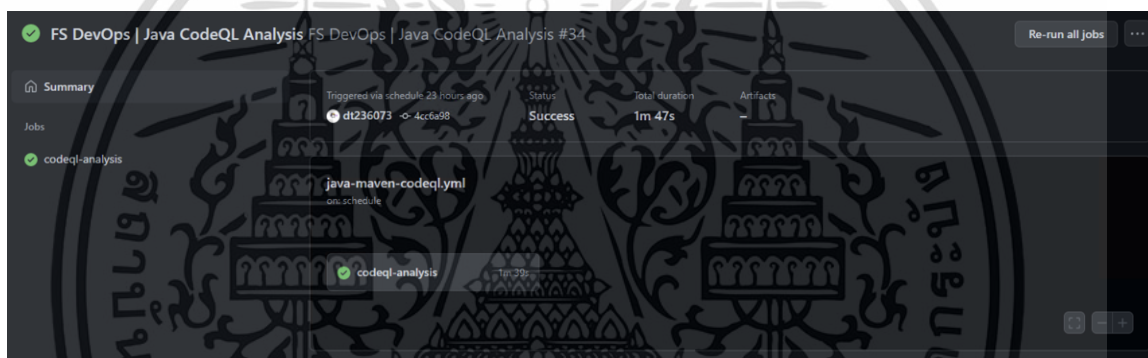 FS DevOps | Java CodeQL Analysis FS DevOps | Java CodeQL Analysis #34
Re-run all jobs
Summary
Jobs
codeql-analysis
Triggered via schedule 23 hours ago
Status
Total duration
Artifacts
dt236073 4cc6a98
Success
1m 47s
–
java-maven-codeql.yml
on: schedule
codeql-analysis
1m 39s